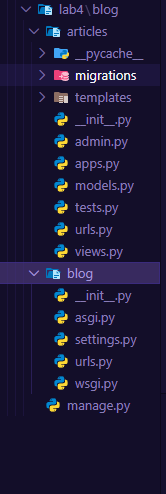 lab4\blog
articles
__pycache__
migrations
templates
__init__.py
admin.py
apps.py
models.py
tests.py
urls.py
views.py
blog
__init__.py
asgi.py
settings.py
urls.py
wsgi.py
manage.py